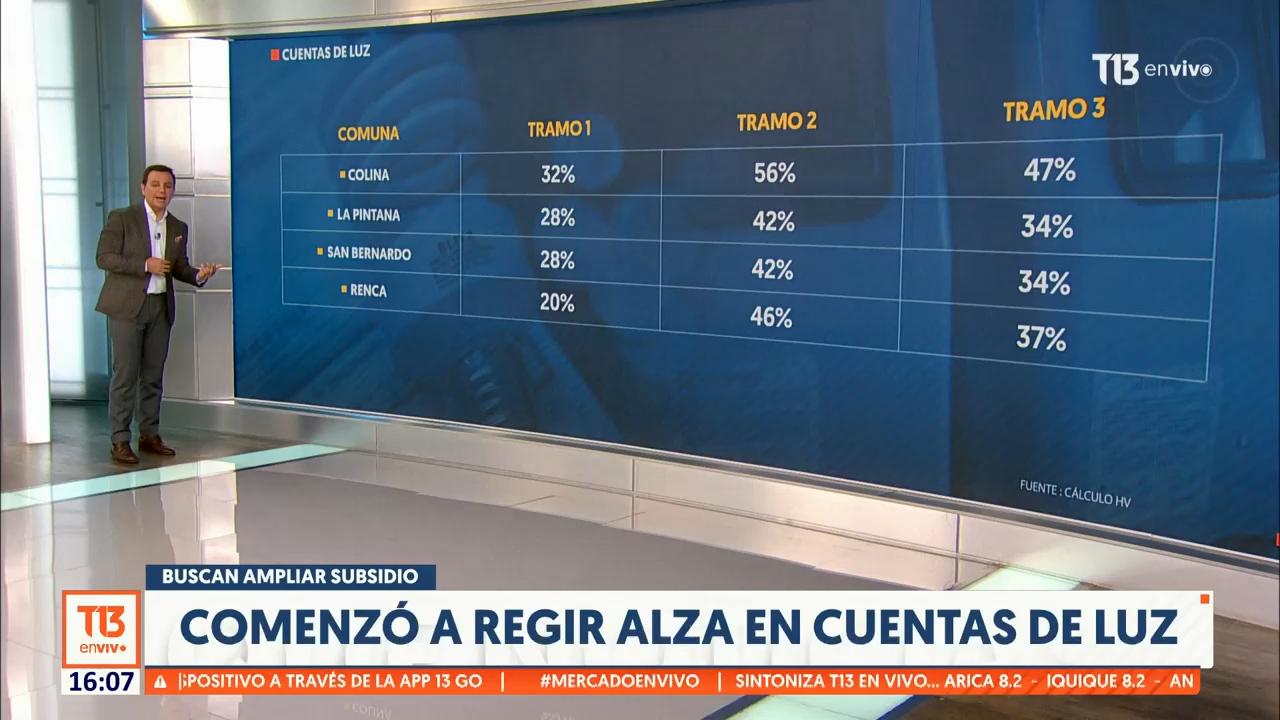 CUENTAS DE LUZ
T13 envivo
COMUNA TRAMO 1 TRAMO 2 TRAMO 3
COLINA 32% 56% 47%
LA PINTANA 28% 42% 34%
SAN BERNARDO 28% 42% 34%
RENCA 20% 46% 37%
FUENTE : CÁLCULO HV
BUSCAN AMPLIAR SUBSIDIO
T13
envivo
COMENZÓ A REGIR ALZA EN CUENTAS DE LUZ
16:07 SPOSITIVO A TRAVÉS DE LA APP 13 GO | #MERCADOENVIVO | SINTONIZA T13 EN VIVO... ARICA 8.2 - IQUIQUE 8.2 - AN